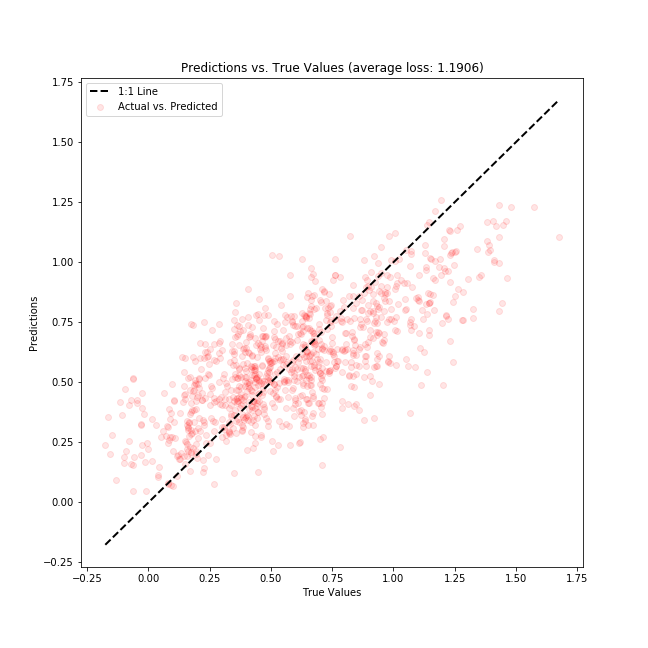 Predictions vs. True Values (average loss: 1.1906)
1:1 Line
Actual vs. Predicted
1.75
1.50
1.25
1.00
0.75
0.50
0.25
0.00
−0.25
Predictions
−0.25 0.00 0.25 0.50 0.75 1.00 1.25 1.50 1.75
True Values